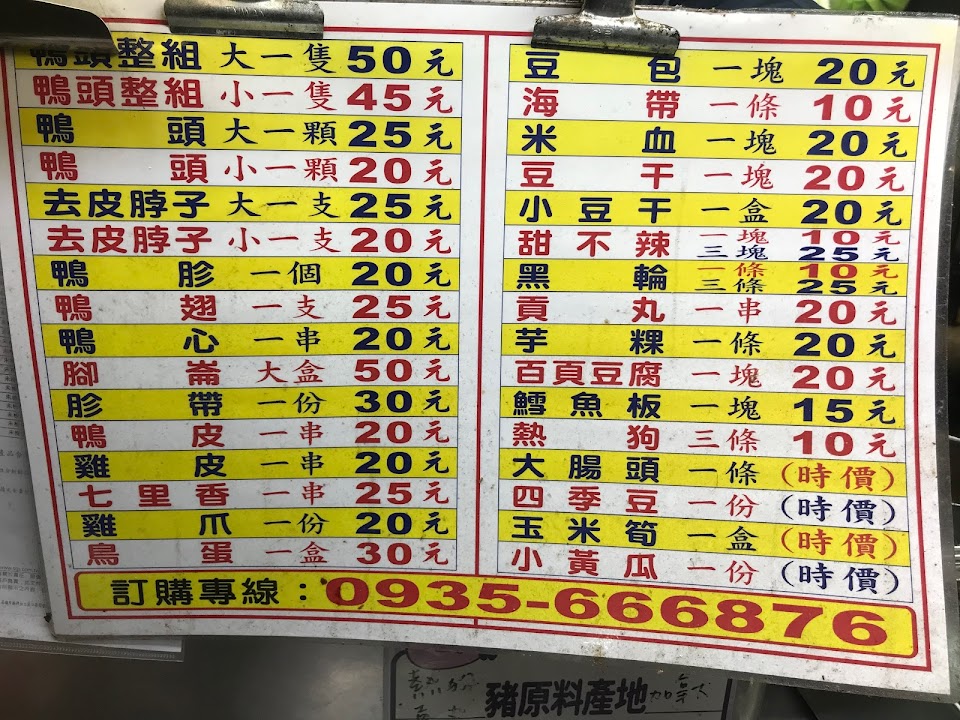 鴨頭整組 大一隻 50元
鴨頭整組 小一隻 45元
鴨頭 大一顆 25元
鴨頭 小一顆 20元
去皮脖子 大一支 25元
去皮脖子 小一支 20元
鴨胗 一個 20元
鴨翅 一支 25元
鴨心 一串 20元
腳崙 大盒 50元
胗帶 一份 30元
鴨皮 一串 20元
雞皮 一串 20元
七里香 一串 25元
雞爪 一份 20元
鳥蛋 一盒 30元
豆包 一塊 20元
海帶 一條 10元
米血 一塊 20元
豆干 一塊 20元
小豆干 一盒 20元
甜不辣 一塊 10元
三塊 25元
黑輪 一條 10元
三條 25元
貢丸 一串 20元
芋粿 一條 20元
百頁豆腐 一塊 20元
鱈魚板 一塊 15元
熱狗 三條 10元
大腸頭 一條 (時價)
四季豆 一份 (時價)
玉米筍 一盒 (時價)
小黃瓜 一份 (時價)
訂購專線：0935-666876
豬原料產地